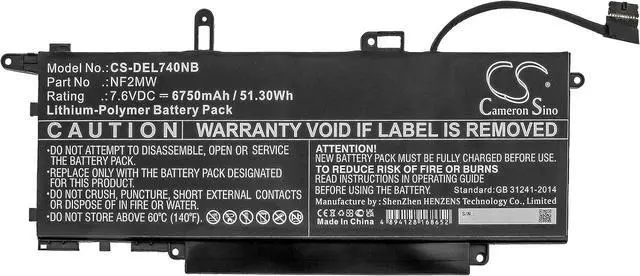 Model No.:CS-DEL740NB
Part No. :NF2MW
Rating :7.6VDC ⎓ 6750mAh / 51.30Wh
Lithium-Polymer Battery Pack
CS
Cameron Sino
CAUTION WARRANTY VOID IF LABEL IS REMOVED
•DO NOT ATTEMPT TO DISASSEMBLE, OPEN OR SERVICE
THE BATTERY PACK.
•REPLACE ONLY WITH THE BATTERY PACK DESIGNATED
FOR THIS PRODUCT.
•DO NOT CRUSH, PUNCTURE, SHORT EXTERNAL CONTACTS
OR DISPOSE OF IN FIRE OR WATER.
•DO NOT STORE ABOVE 60°C (140°F).
ATTENTION!
NEW BATTERY PACK MUST BE FULLY CHARGED BEFORE USE.
TO REDUCE RISK OF FIRE OR BURNS
READ INSTRUCTIONS BEFORE OPERATING.
Standard:GB 31241-2014
Manufacture by : ShenZhen HENZENS Technology Co., Limited.
Made in China
4 894128 168652
S/N: